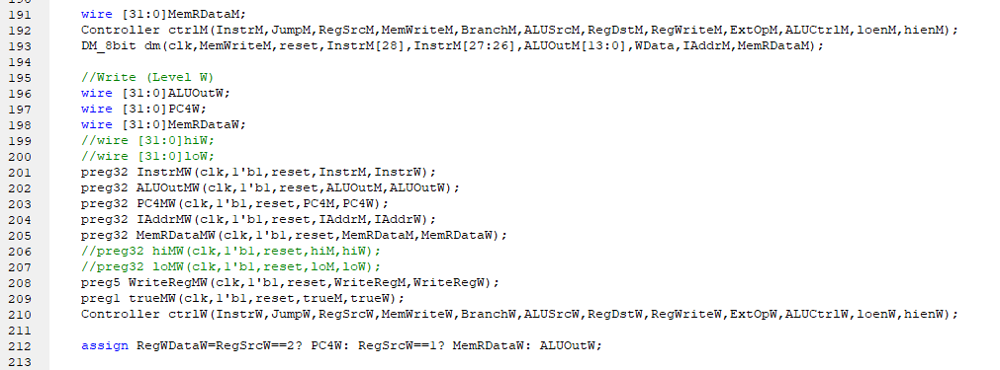 191 wire [31:0]MemRDataM;
192 Controller ctrlM(InstrM,JumpM,RegSrcM,MemWriteM,BranchM,ALUSrcM,RegDstM,RegWriteM,ExtOpM,ALUCtrlM,loenM,hienM);
193 DM_8bit dm(clk,MemWriteM,reset,InstrM[28],InstrM[27:26],ALUOutM[13:0],WData,IAddrM,MemRDataM);
194
195 //Write (Level W)
196 wire [31:0]ALUOutW;
197 wire [31:0]PC4W;
198 wire [31:0]MemRDataW;
199 //wire [31:0]hiW;
200 //wire [31:0]loW;
201 preg32 InstrMW(clk,1'b1,reset,InstrM,InstrW);
202 preg32 ALUOutMW(clk,1'b1,reset,ALUOutM,ALUOutW);
203 preg32 PC4MW(clk,1'b1,reset,PC4M,PC4W);
204 preg32 IAddrMW(clk,1'b1,reset,IAddrM,IAddrW);
205 preg32 MemRDataMW(clk,1'b1,reset,MemRDataM,MemRDataW);
206 //preg32 hiMW(clk,1'b1,reset,hiM,hiW);
207 //preg32 loMW(clk,1'b1,reset,loM,loW);
208 preg5 WriteRegMW(clk,1'b1,reset,WriteRegM,WriteRegW);
209 preg1 trueMW(clk,1'b1,reset,trueM,trueW);
210 Controller ctrlW(InstrW,JumpW,RegSrcW,MemWriteW,BranchW,ALUSrcW,RegDstW,RegWriteW,ExtOpW,ALUCtrlW,loenW,hienW);
211
212 assign RegWDataW=RegSrcW==2? PC4W: RegSrcW==1? MemRDataW: ALUOutW;
213